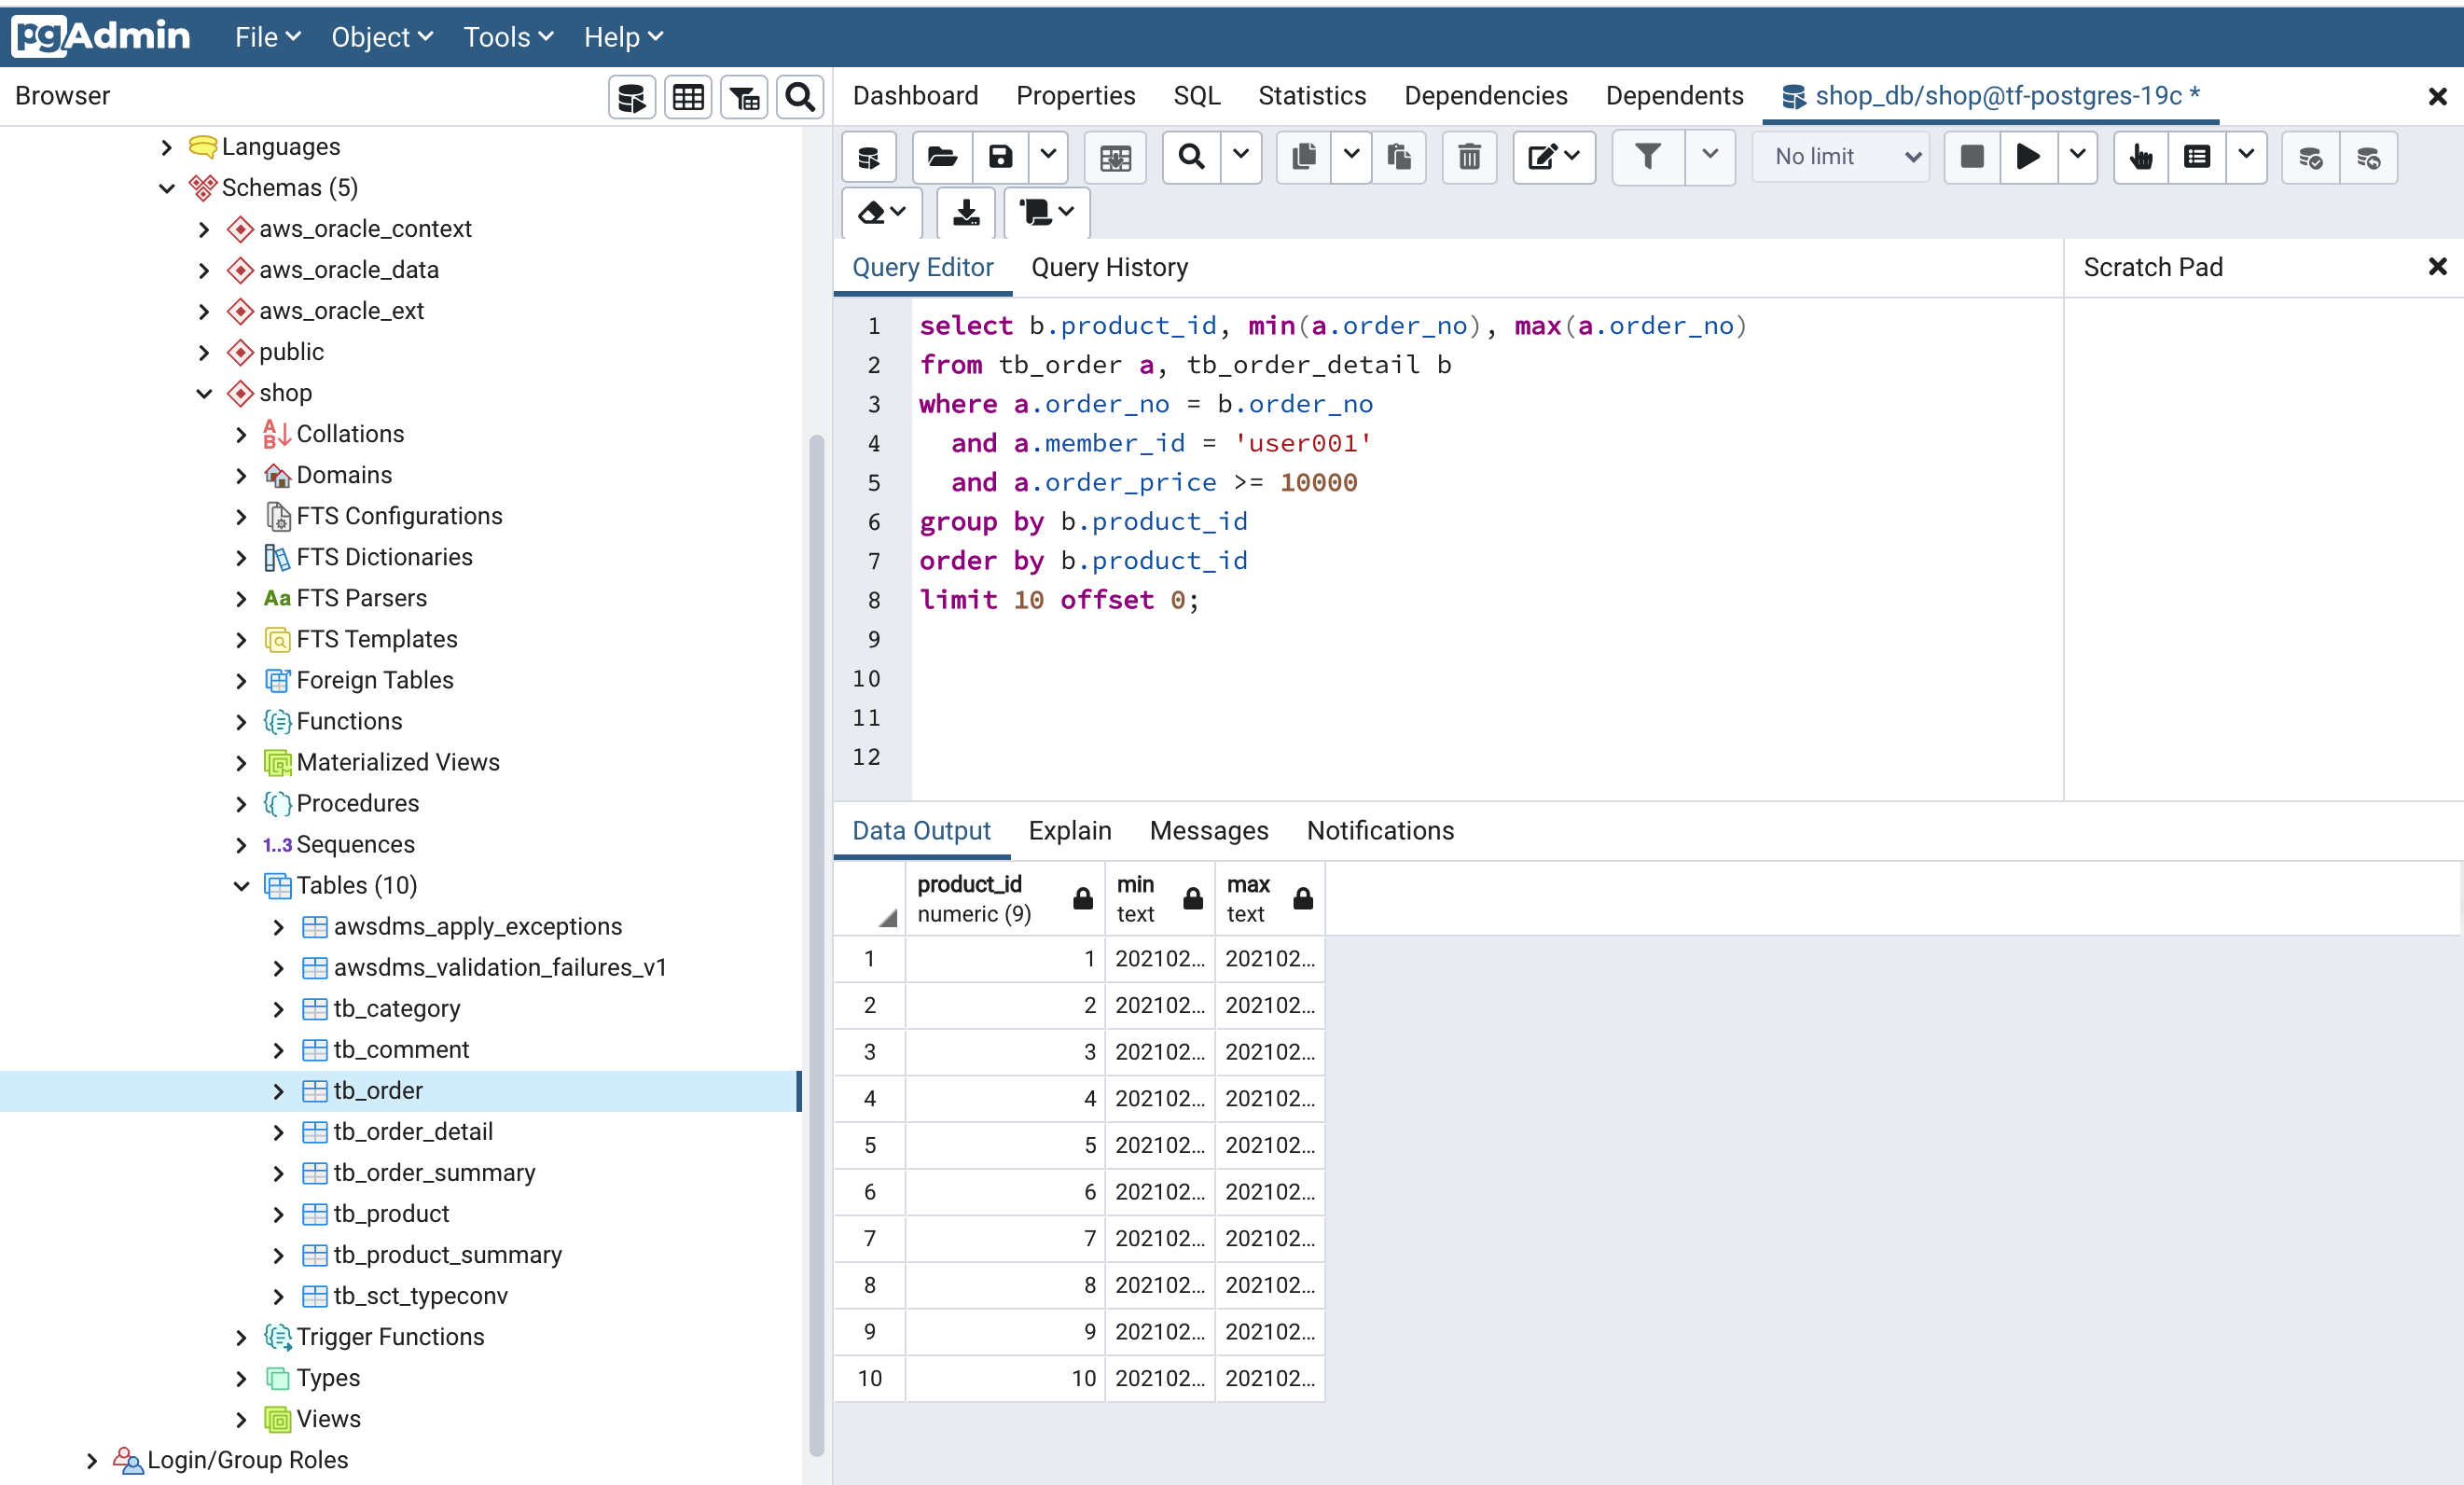 pgAdmin File Object Tools Help
Browser
Dashboard Properties SQL Statistics Dependencies Dependents shop_db/shop@tf-postgres-19c *
Languages
Schemas (5)
aws_oracle_context
aws_oracle_data
aws_oracle_ext
public
shop
Collations
Domains
FTS Configurations
FTS Dictionaries
Aa FTS Parsers
FTS Templates
Foreign Tables
Functions
Materialized Views
Procedures
1..3 Sequences
Tables (10)
awsdms_apply_exceptions
awsdms_validation_failures_v1
tb_category
tb_comment
tb_order
tb_order_detail
tb_order_summary
tb_product
tb_product_summary
tb_sct_typeconv
Trigger Functions
Types
Views
Login/Group Roles
No limit
Query Editor Query History
Scratch Pad
1 select b.product_id, min(a.order_no), max(a.order_no)
2 from tb_order a, tb_order_detail b
3 where a.order_no = b.order_no
4 and a.member_id = 'user001'
5 and a.order_price >= 10000
6 group by b.product_id
7 order by b.product_id
8 limit 10 offset 0;
9
10
11
12
Data Output Explain Messages Notifications
product_id min max
numeric (9) text text
1 1 202102... 202102...
2 2 202102... 202102...
3 3 202102... 202102...
4 4 202102... 202102...
5 5 202102... 202102...
6 6 202102... 202102...
7 7 202102... 202102...
8 8 202102... 202102...
9 9 202102... 202102...
10 10 202102... 202102...